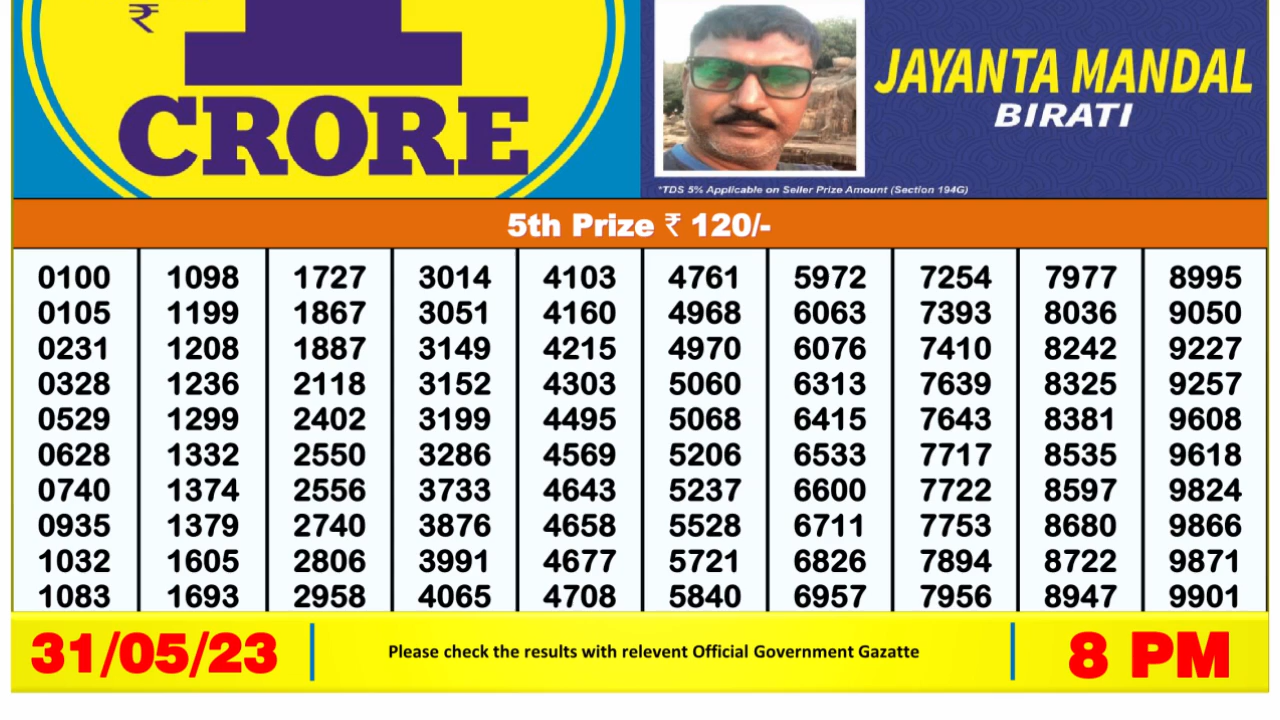 ₹ 1
CRORE
JAYANTA MANDAL
BIRATI
*TDS 5% Applicable on Seller Prize Amount (Section 194G)
5th Prize ₹ 120/-
0100 1098 1727 3014 4103 4761 5972 7254 7977 8995
0105 1199 1867 3051 4160 4968 6063 7393 8036 9050
0231 1208 1887 3149 4215 4970 6076 7410 8242 9227
0328 1236 2118 3152 4303 5060 6313 7639 8325 9257
0529 1299 2402 3199 4495 5068 6415 7643 8381 9608
0628 1332 2550 3286 4569 5206 6533 7717 8535 9618
0740 1374 2556 3733 4643 5237 6600 7722 8597 9824
0935 1379 2740 3876 4658 5528 6711 7753 8680 9866
1032 1605 2806 3991 4677 5721 6826 7894 8722 9871
1083 1693 2958 4065 4708 5840 6957 7956 8947 9901
31/05/23
Please check the results with relevent Official Government Gazatte
8 PM